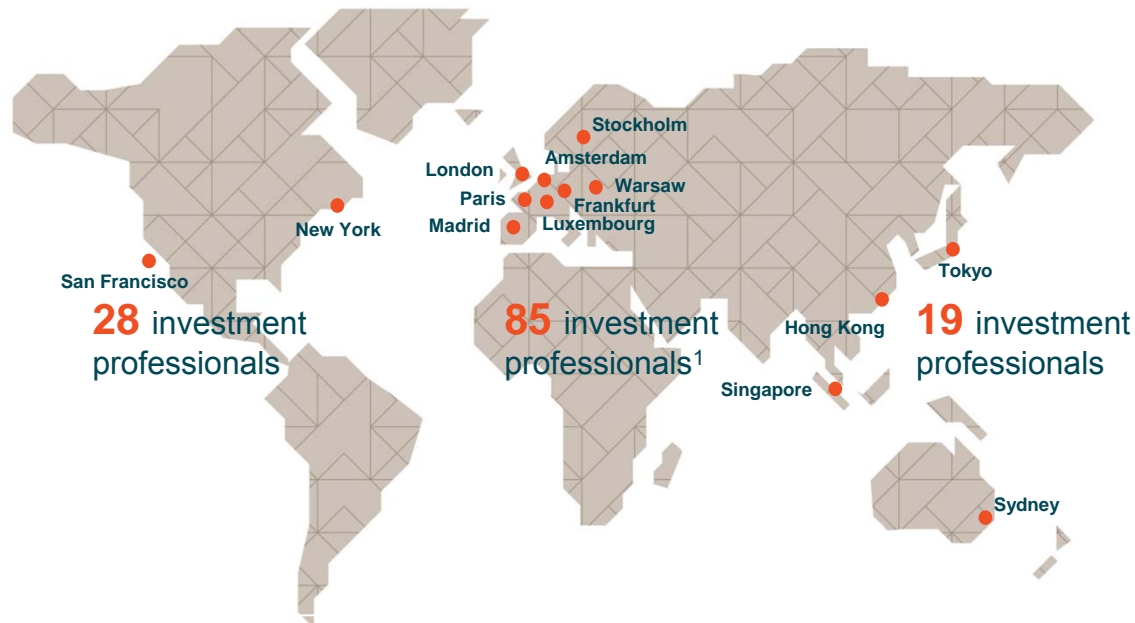 Stockholm
Amsterdam
London
Warsaw
Paris
Frankfurt
Madrid
Luxembourg
New York
San Francisco
Tokyo
28 investment
professionals
85 investment
professionals¹
Hong Kong
19 investment
professionals
Singapore
Sydney